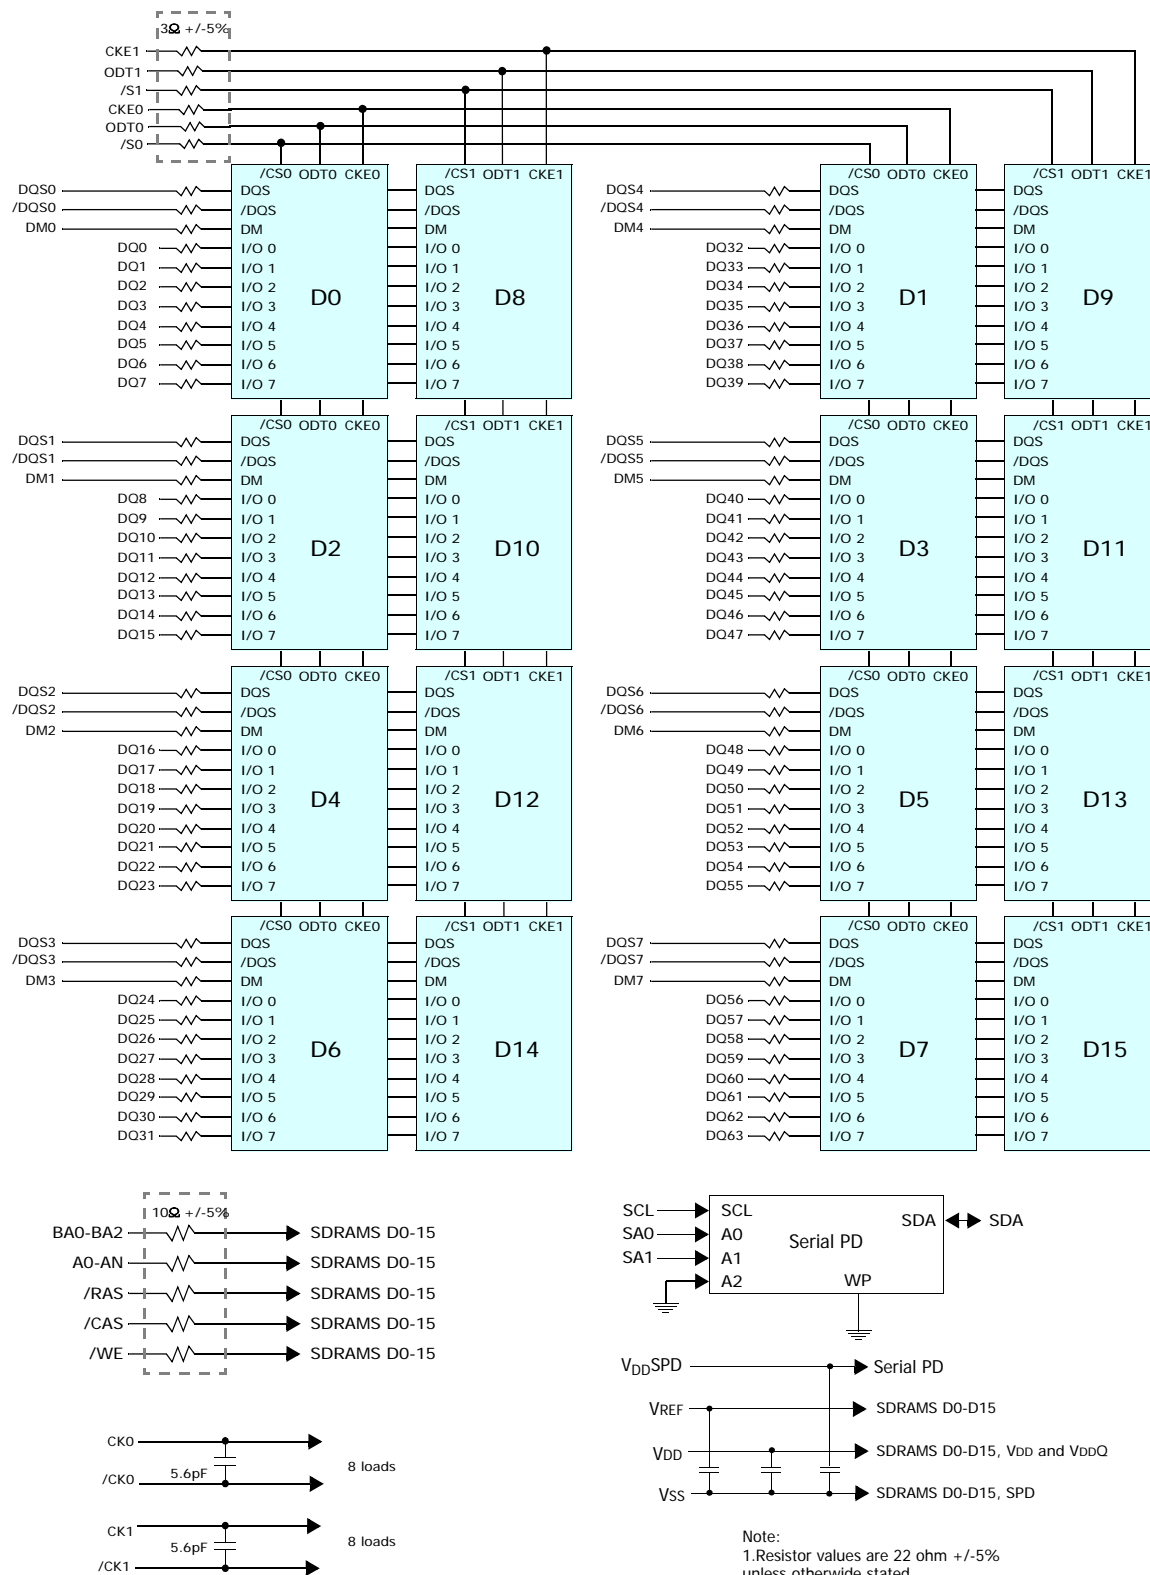 3Ω +/-5%
CKE1
ODT1
/S1
CKE0
ODT0
/S0
/CS0 ODT0 CKE0
/CS1 ODT1 CKE1
/CS0 ODT0 CKE0
/CS1 ODT1 CKE1
DQS0 DQS DQS DQS4 DQS DQS
/DQS0 /DQS /DQS /DQS4 /DQS /DQS
DM0 DM DM DM4 DM DM
DQ0 I/O 0 I/O 0 DQ32 I/O 0 I/O 0
DQ1 I/O 1 I/O 1 DQ33 I/O 1 I/O 1
DQ2 I/O 2 I/O 2 DQ34 I/O 2 I/O 2
D0 D8 D1 D9
DQ3 I/O 3 I/O 3 DQ35 I/O 3 I/O 3
DQ4 I/O 4 I/O 4 DQ36 I/O 4 I/O 4
DQ5 I/O 5 I/O 5 DQ37 I/O 5 I/O 5
DQ6 I/O 6 I/O 6 DQ38 I/O 6 I/O 6
DQ7 I/O 7 I/O 7 DQ39 I/O 7 I/O 7
/CS0 ODT0 CKE0
/CS1 ODT1 CKE1
/CS0 ODT0 CKE0
/CS1 ODT1 CKE1
DQS1 DQS DQS DQS5 DQS DQS
/DQS1 /DQS /DQS /DQS5 /DQS /DQS
DM1 DM DM DM5 DM DM
DQ8 I/O 0 I/O 0 DQ40 I/O 0 I/O 0
DQ9 I/O 1 I/O 1 DQ41 I/O 1 I/O 1
DQ10 I/O 2 I/O 2 DQ42 I/O 2 I/O 2
D2 D10 D3 D11
DQ11 I/O 3 I/O 3 DQ43 I/O 3 I/O 3
DQ12 I/O 4 I/O 4 DQ44 I/O 4 I/O 4
DQ13 I/O 5 I/O 5 DQ45 I/O 5 I/O 5
DQ14 I/O 6 I/O 6 DQ46 I/O 6 I/O 6
DQ15 I/O 7 I/O 7 DQ47 I/O 7 I/O 7
/CS0 ODT0 CKE0
/CS1 ODT1 CKE1
/CS0 ODT0 CKE0
/CS1 ODT1 CKE1
DQS2 DQS DQS DQS6 DQS DQS
/DQS2 /DQS /DQS /DQS6 /DQS /DQS
DM2 DM DM DM6 DM DM
DQ16 I/O 0 I/O 0 DQ48 I/O 0 I/O 0
DQ17 I/O 1 I/O 1 DQ49 I/O 1 I/O 1
DQ18 I/O 2 I/O 2 DQ50 I/O 2 I/O 2
D4 D12 D5 D13
DQ19 I/O 3 I/O 3 DQ51 I/O 3 I/O 3
DQ20 I/O 4 I/O 4 DQ52 I/O 4 I/O 4
DQ21 I/O 5 I/O 5 DQ53 I/O 5 I/O 5
DQ22 I/O 6 I/O 6 DQ54 I/O 6 I/O 6
DQ23 I/O 7 I/O 7 DQ55 I/O 7 I/O 7
/CS0 ODT0 CKE0
/CS1 ODT1 CKE1
/CS0 ODT0 CKE0
/CS1 ODT1 CKE1
DQS3 DQS DQS DQS7 DQS DQS
/DQS3 /DQS /DQS /DQS7 /DQS /DQS
DM3 DM DM DM7 DM DM
DQ24 I/O 0 I/O 0 DQ56 I/O 0 I/O 0
DQ25 I/O 1 I/O 1 DQ57 I/O 1 I/O 1
DQ26 I/O 2 I/O 2 DQ58 I/O 2 I/O 2
D6 D14 D7 D15
DQ27 I/O 3 I/O 3 DQ59 I/O 3 I/O 3
DQ28 I/O 4 I/O 4 DQ60 I/O 4 I/O 4
DQ29 I/O 5 I/O 5 DQ61 I/O 5 I/O 5
DQ30 I/O 6 I/O 6 DQ62 I/O 6 I/O 6
DQ31 I/O 7 I/O 7 DQ63 I/O 7 I/O 7
10Ω +/-5%
BA0-BA2 SDRAMS D0-15
A0-AN SDRAMS D0-15
/RAS SDRAMS D0-15
/CAS SDRAMS D0-15
/WE SDRAMS D0-15
SCL SCL
SDA SDA
SA0 A0
Serial PD
SA1 A1
A2 WP
VDDSPD Serial PD
VREF SDRAMS D0-D15
VDD SDRAMS D0-D15, VDD and VDDQ
VSS SDRAMS D0-D15, SPD
CK0
5.6pF 8 loads
/CK0
CK1
5.6pF 8 loads
/CK1
Note:
1.Resistor values are 22 ohm +/-5%
unless otherwide stated